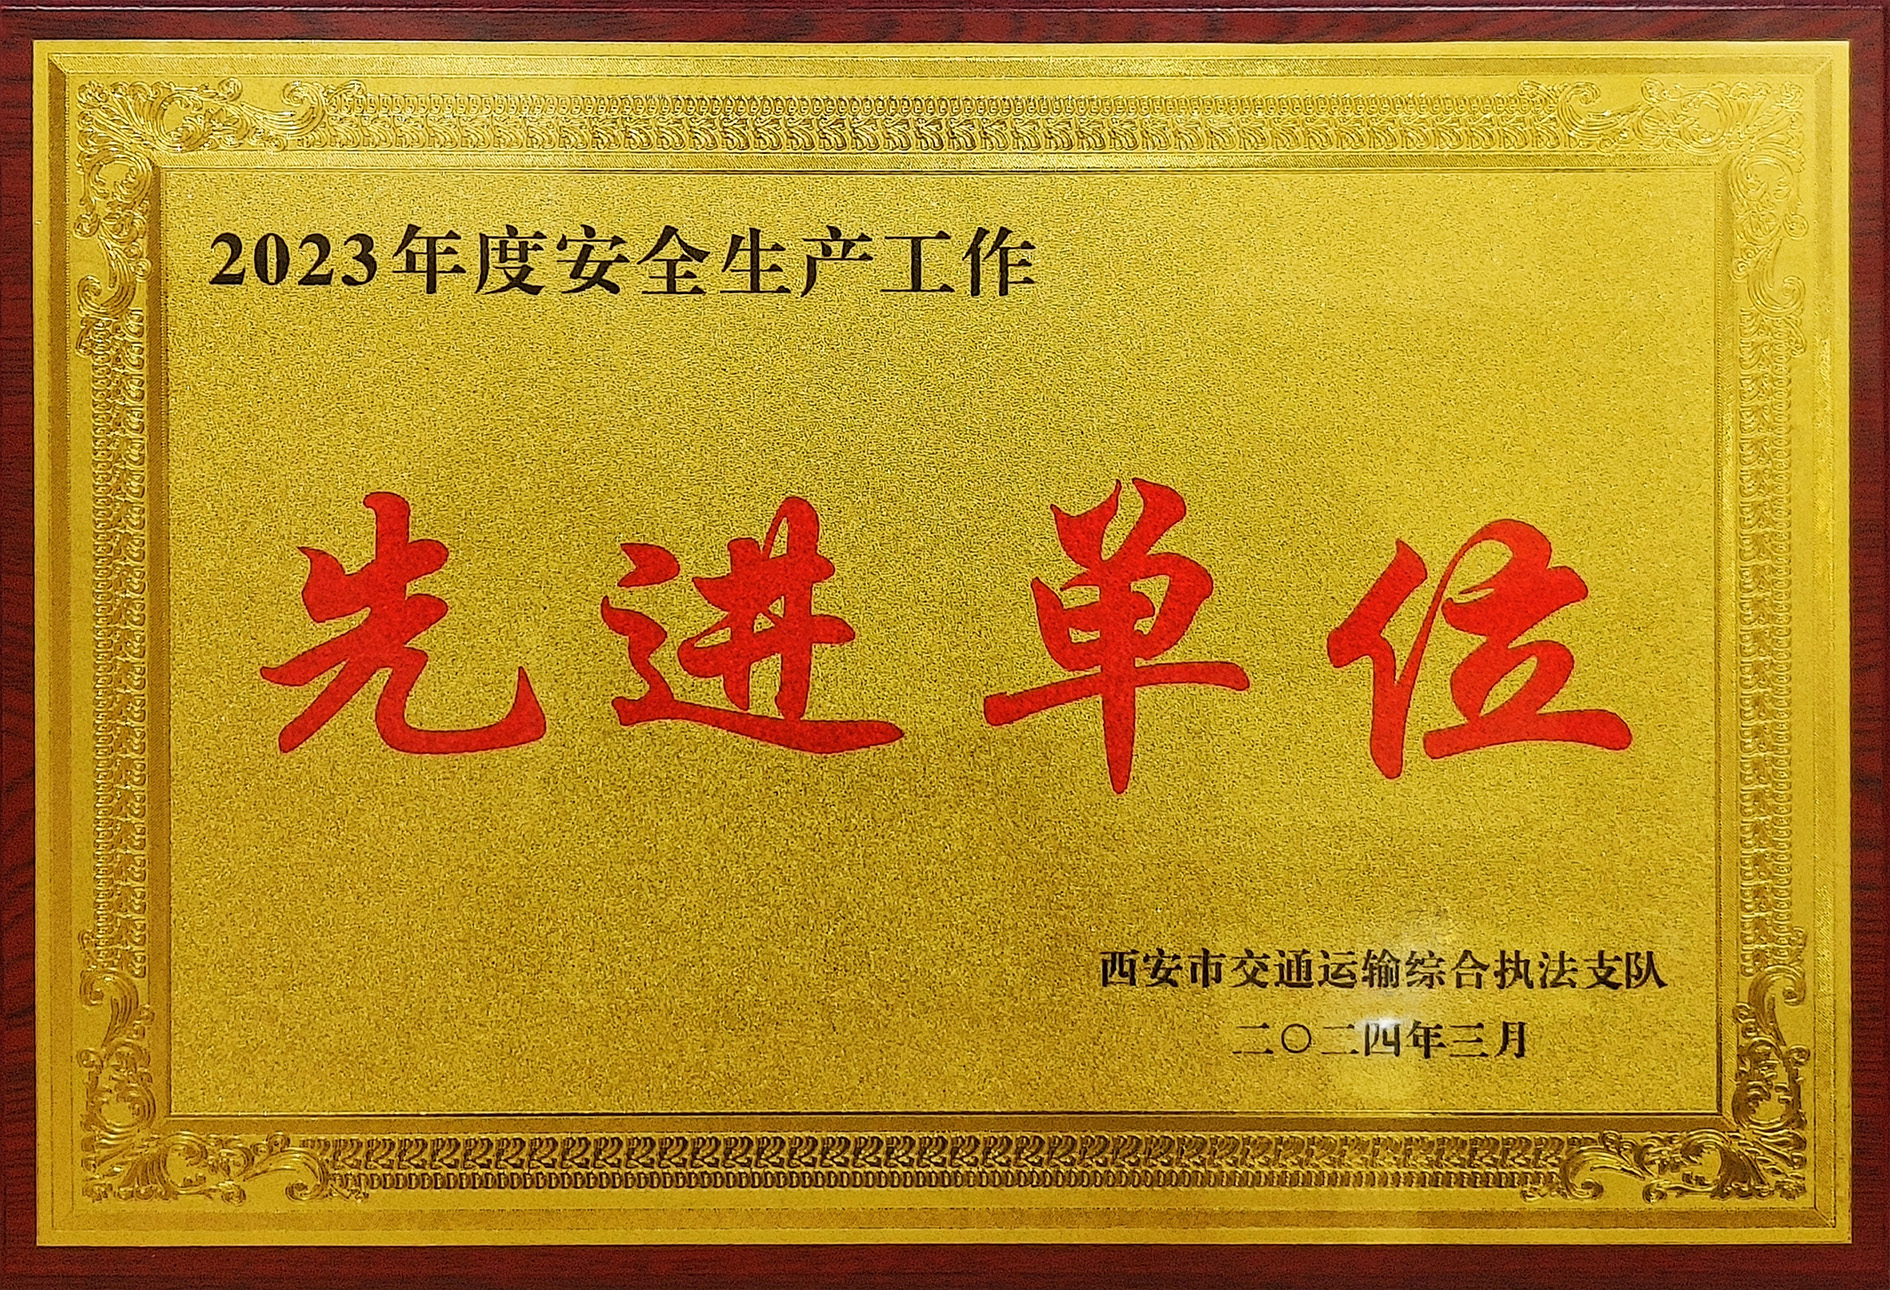 2023年度安全生产工作
先进单位
西安市交通运输综合执法支队
二〇二四年三月